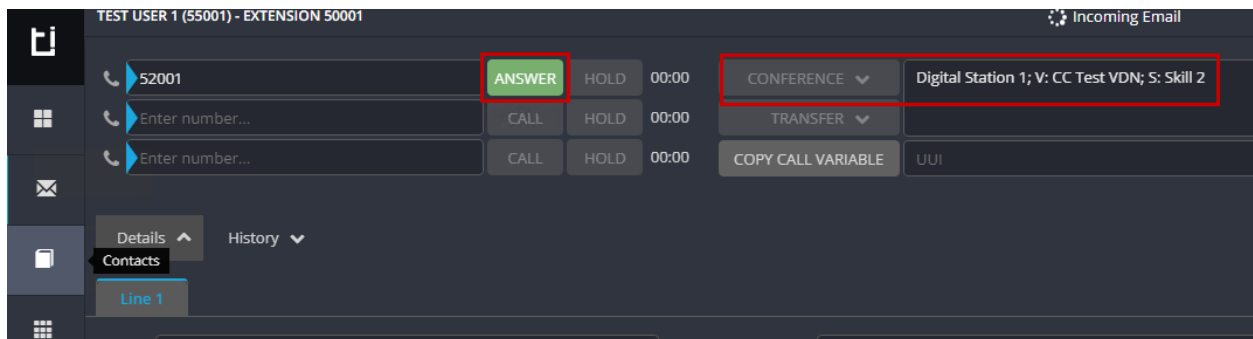 TEST USER 1 (55001) - EXTENSION 50001 Incoming Email
52001 ANSWER HOLD 00:00 CONFERENCE Digital Station 1; V: CC Test VDN; S: Skill 2
Enter number... CALL HOLD 00:00 TRANSFER
Enter number... CALL HOLD 00:00 COPY CALL VARIABLE UUI
Details History
Contacts
Line 1